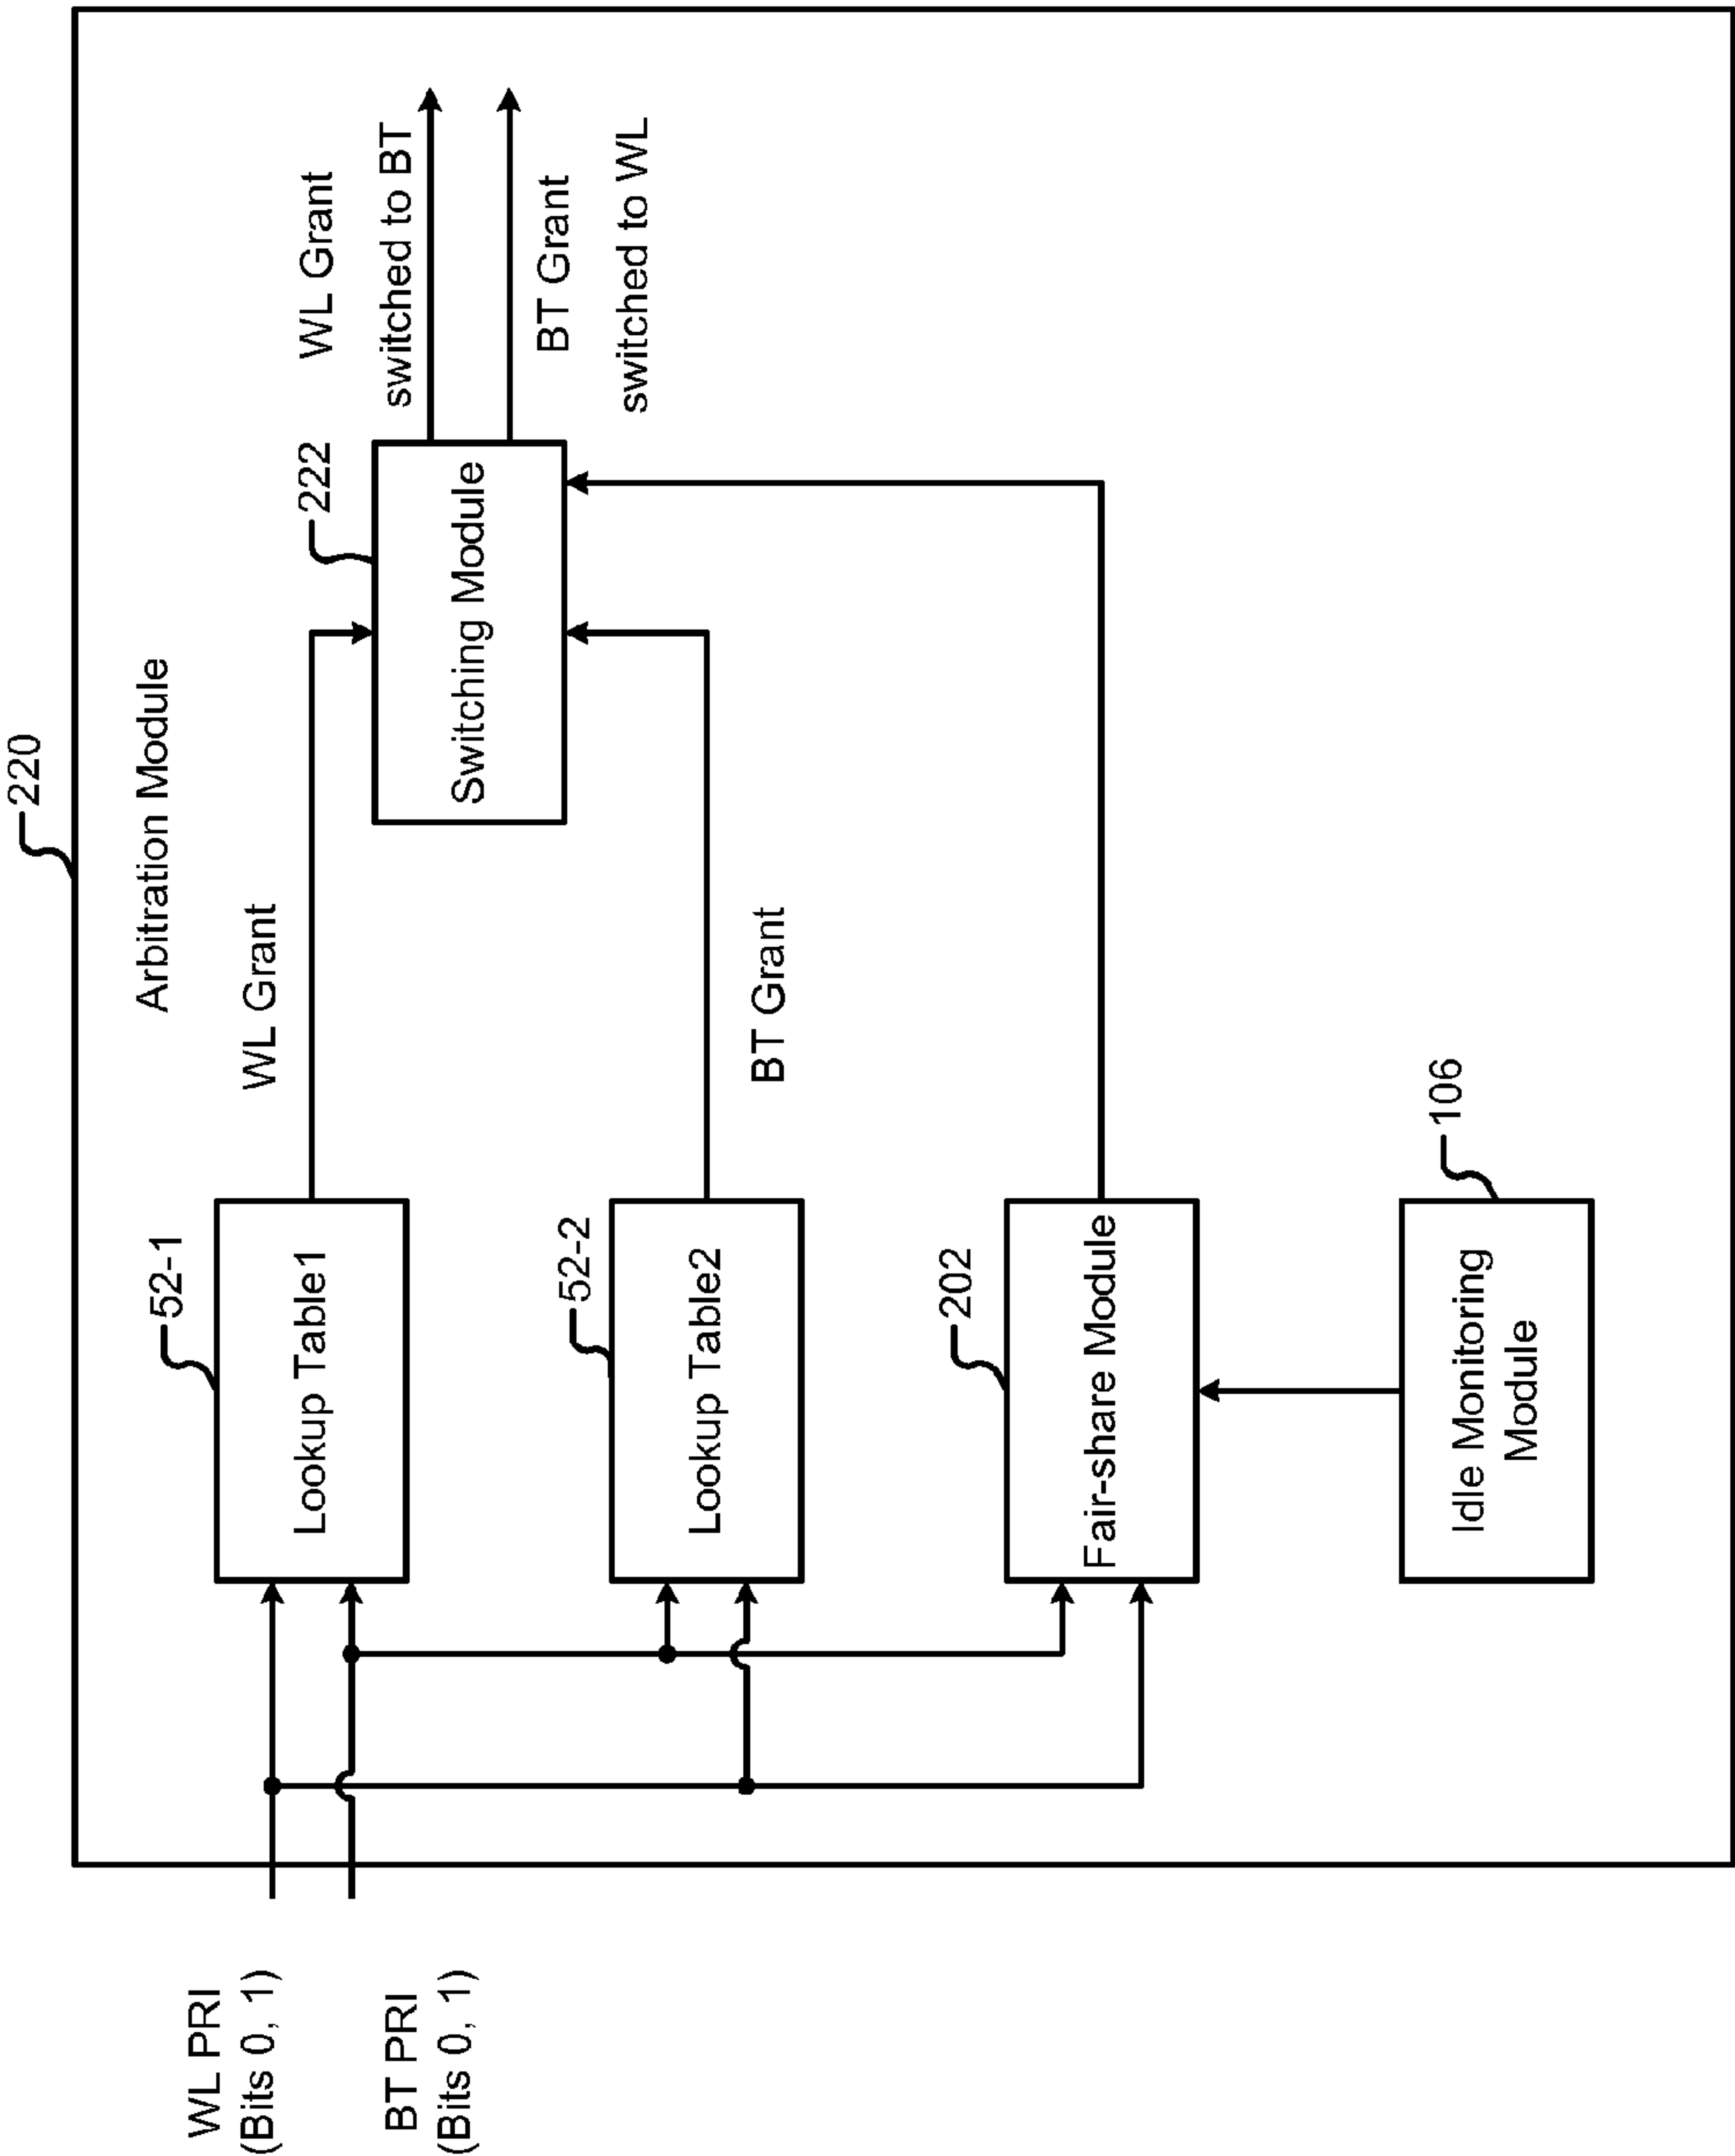 220
Arbitration Module
WL PRI
(Bits 0, 1)
BT PRI
(Bits 0, 1)
52-1
Lookup Table1
WL Grant
222
Switching Module
WL Grant
switched to BT
BT Grant
switched to WL
52-2
Lookup Table2
BT Grant
202
Fair-share Module
106
Idle Monitoring
Module